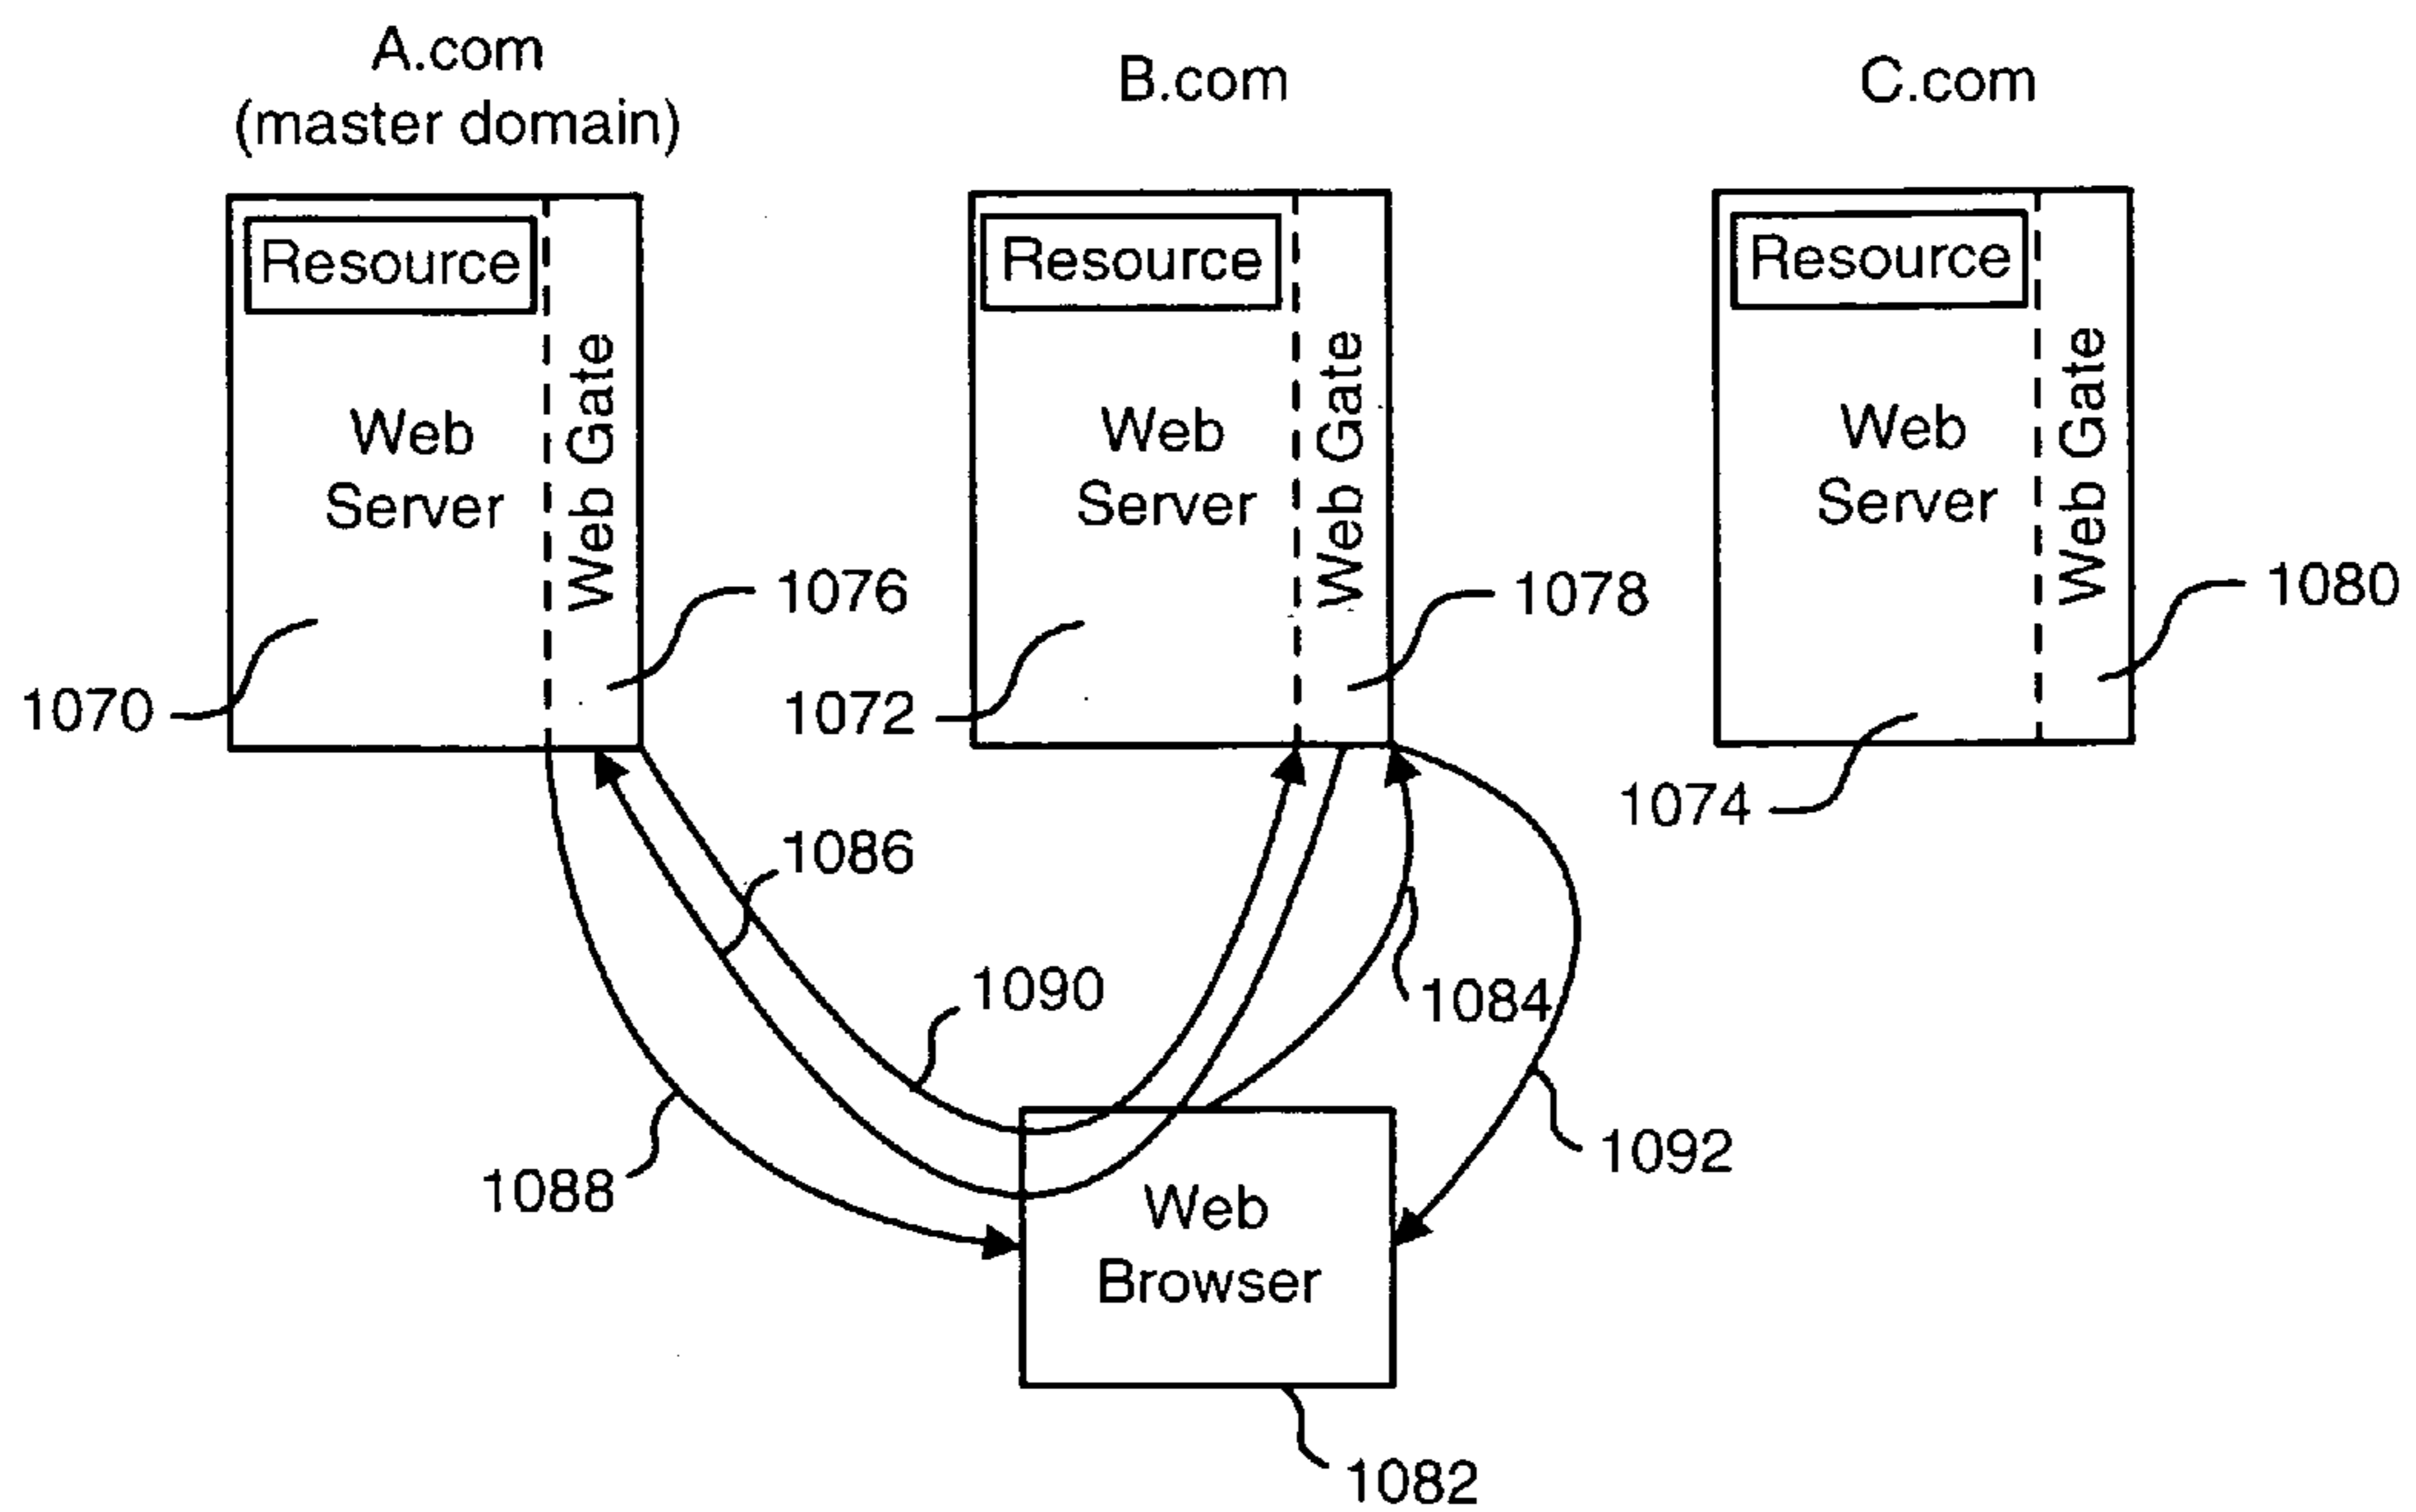 A.com
(master domain)
B.com
C.com
Resource
Web
Server
Web Gate
Resource
Web
Server
Web Gate
Resource
Web
Server
Web Gate
1070
1076
1072
1078
1074
1080
1086
1090
1084
1088
1092
Web
Browser
1082